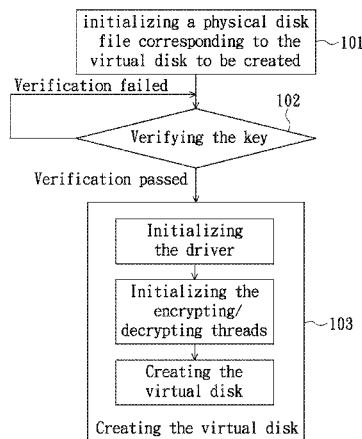 initializing a physical disk
file corresponding to the
virtual disk to be created
101
Verification failed
102
Verifying the key
Verification passed
Initializing
the driver
Initializing the
encrypting/
decrypting threads
103
Creating the
virtual disk
Creating the virtual disk